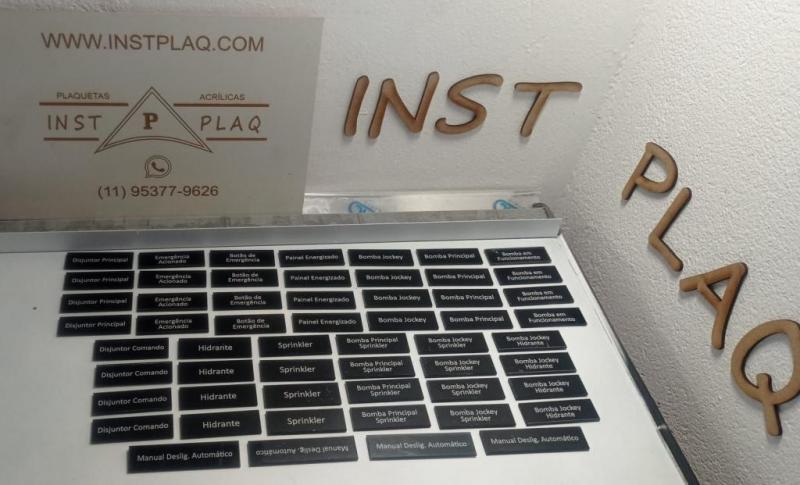 WWW.INSTPLAQ.COM
PLAQUETAS ACRÍLICAS
INST P PLAQ
(11) 95377-9626
INST
PLAQ
Disjuntor Principal Emergência Acionado Botão de Emergência Painel Energizado Bomba Jockey Bomba Principal Bomba em Funcionamento
Disjuntor Principal Emergência Acionado Botão de Emergência Painel Energizado Bomba Jockey Bomba Principal Bomba em Funcionamento
Disjuntor Principal Emergência Acionado Botão de Emergência Painel Energizado Bomba Jockey Bomba Principal Bomba em Funcionamento
Disjuntor Principal Emergência Acionado Botão de Emergência Painel Energizado Bomba Jockey Bomba Principal Bomba em Funcionamento
Disjuntor Comando Hidrante Sprinkler Bomba Principal Sprinkler Bomba Jockey Sprinkler Bomba Jockey Hidrante
Disjuntor Comando Hidrante Sprinkler Bomba Principal Sprinkler Bomba Jockey Sprinkler Bomba Jockey Hidrante
Disjuntor Comando Hidrante Sprinkler Bomba Principal Sprinkler Bomba Jockey Sprinkler Bomba Jockey Hidrante
Disjuntor Comando Hidrante Sprinkler Bomba Principal Sprinkler Bomba Jockey Sprinkler Bomba Jockey Hidrante
Manual Deslig. Automático Manual Deslig. Automático Manual Deslig. Automático Manual Deslig. Automático